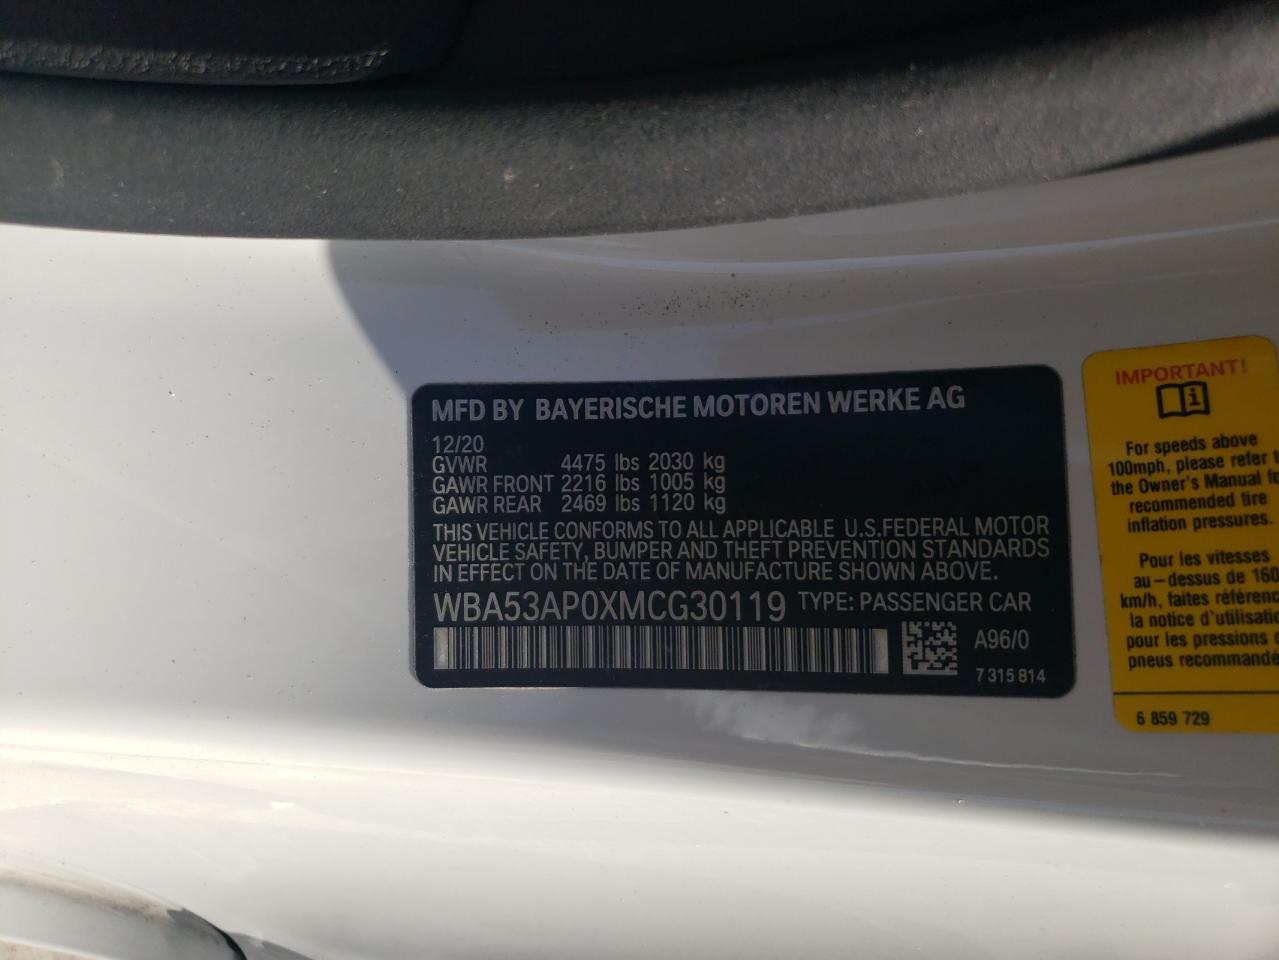 MFD BY BAYERISCHE MOTOREN WERKE AG
12/20
GVWR 4475 lbs 2030 kg
GAWR FRONT 2216 lbs 1005 kg
GAWR REAR 2469 lbs 1120 kg
THIS VEHICLE CONFORMS TO ALL APPLICABLE U.S.FEDERAL MOTOR
VEHICLE SAFETY, BUMPER AND THEFT PREVENTION STANDARDS
IN EFFECT ON THE DATE OF MANUFACTURE SHOWN ABOVE.
WBA53AP0XMCG30119 TYPE: PASSENGER CAR
A96/0
7 315 814
IMPORTANT!
For speeds above
100mph, please refer
the Owner's Manual
recommended tire
inflation pressures.
Pour les vitesses
au-dessus de 160
km/h, faites
la notice
pour les pressions
pneus
6 859 729